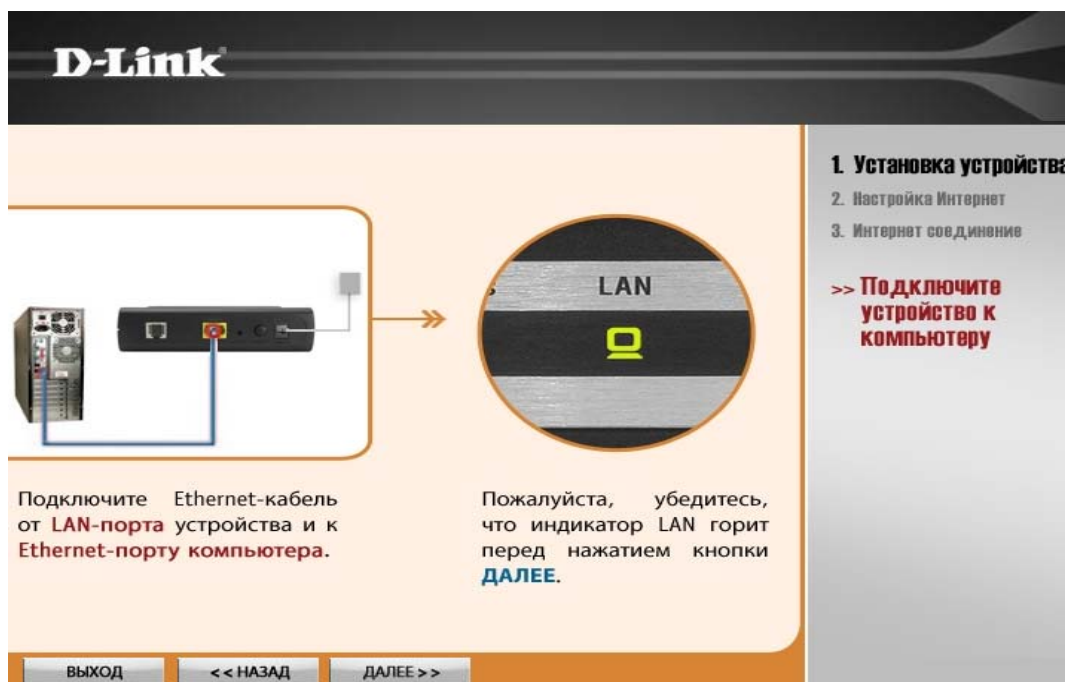 D-Link
1. Установка устройства
2. Настройка Интернет
3. Интернет соединение
>> Подключите
устройство к
компьютеру
LAN
Подключите Ethernet-кабель
от LAN-порта устройства и к
Ethernet-порту компьютера.
Пожалуйста, убедитесь,
что индикатор LAN горит
перед нажатием кнопки
ДАЛЕЕ.
ВЫХОД
<< НАЗАД
ДАЛЕЕ >>